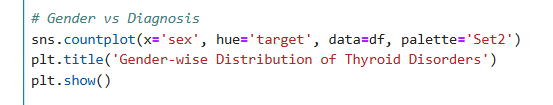 # Gender vs Diagnosis
sns.countplot(x='sex', hue='target', data=df, palette='Set2')
plt.title('Gender-wise Distribution of Thyroid Disorders')
plt.show()